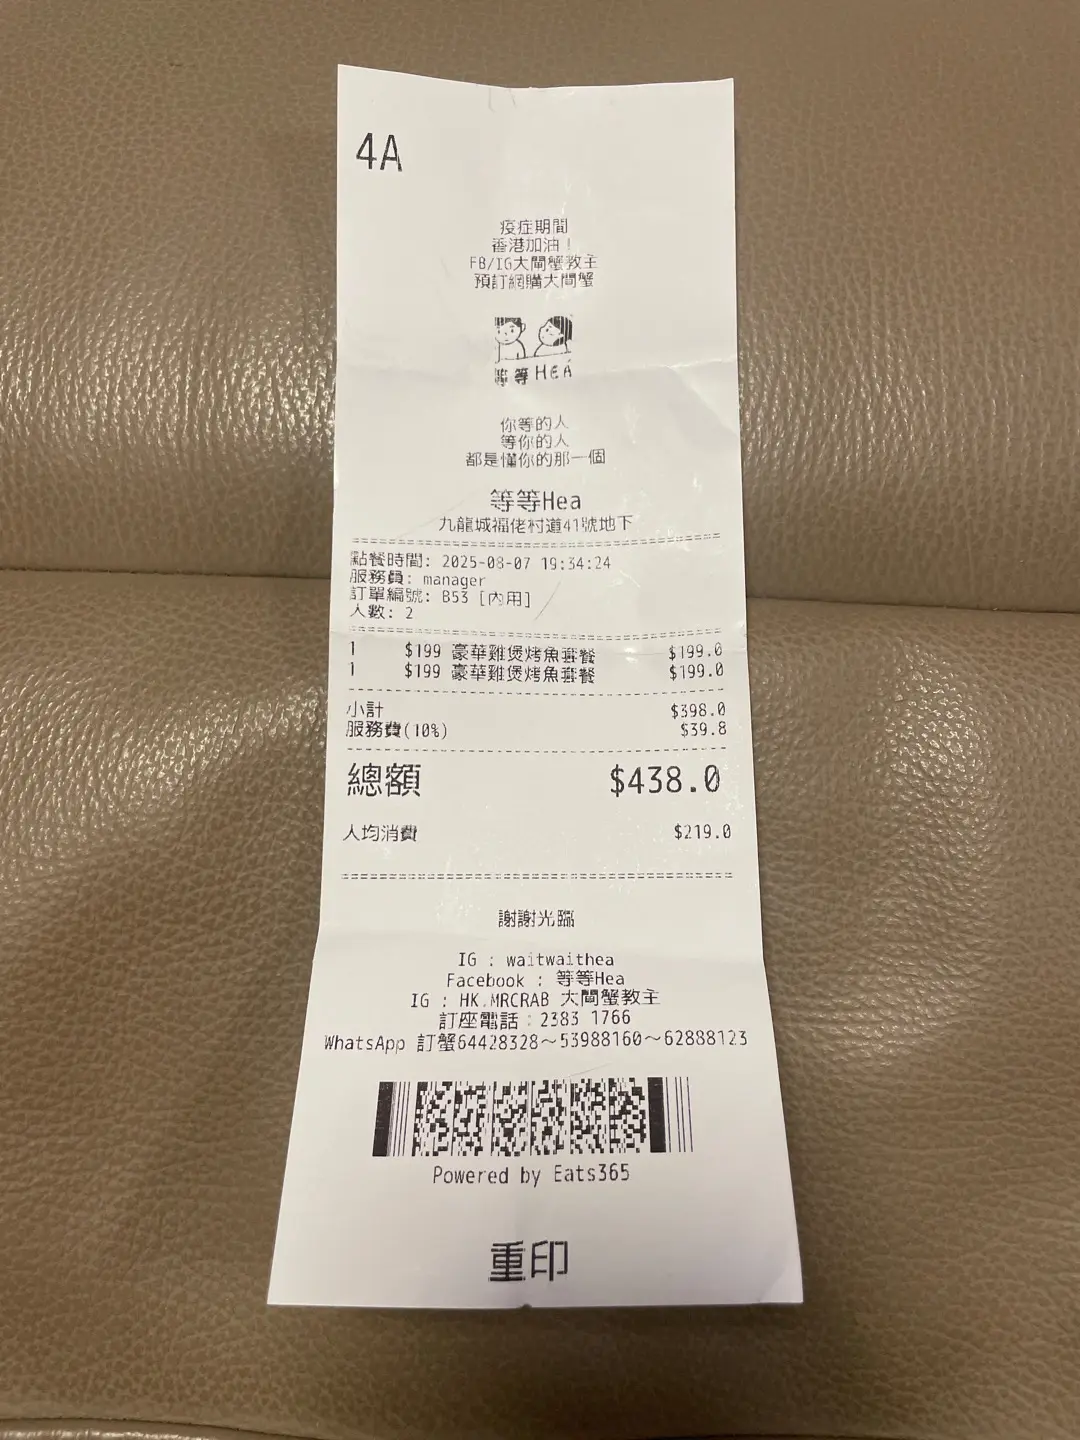 4A
疫症期間
香港加油！
FB/IG大閘蟹教主
預訂網購大閘蟹
等等HEA
你等的人
等你的人
都是懂你的那一個
等等Hea
九龍城福佬村道41號地下
點餐時間: 2025-08-07 19:34:24
服務員: manager
訂單編號: B53 [內用]
人數: 2
1 $199 豪華雞煲烤魚套餐 $199.0
1 $199 豪華雞煲烤魚套餐 $199.0
小計 $398.0
服務費(10%) $39.8
總額 $438.0
人均消費 $219.0
謝謝光臨
IG : waitwaithea
Facebook : 等等Hea
IG : HK.MRCRAB 大閘蟹教主
訂座電話：2383 1766
WhatsApp 訂蟹64428328～53988160～62888123
Powered by Eats365
重印